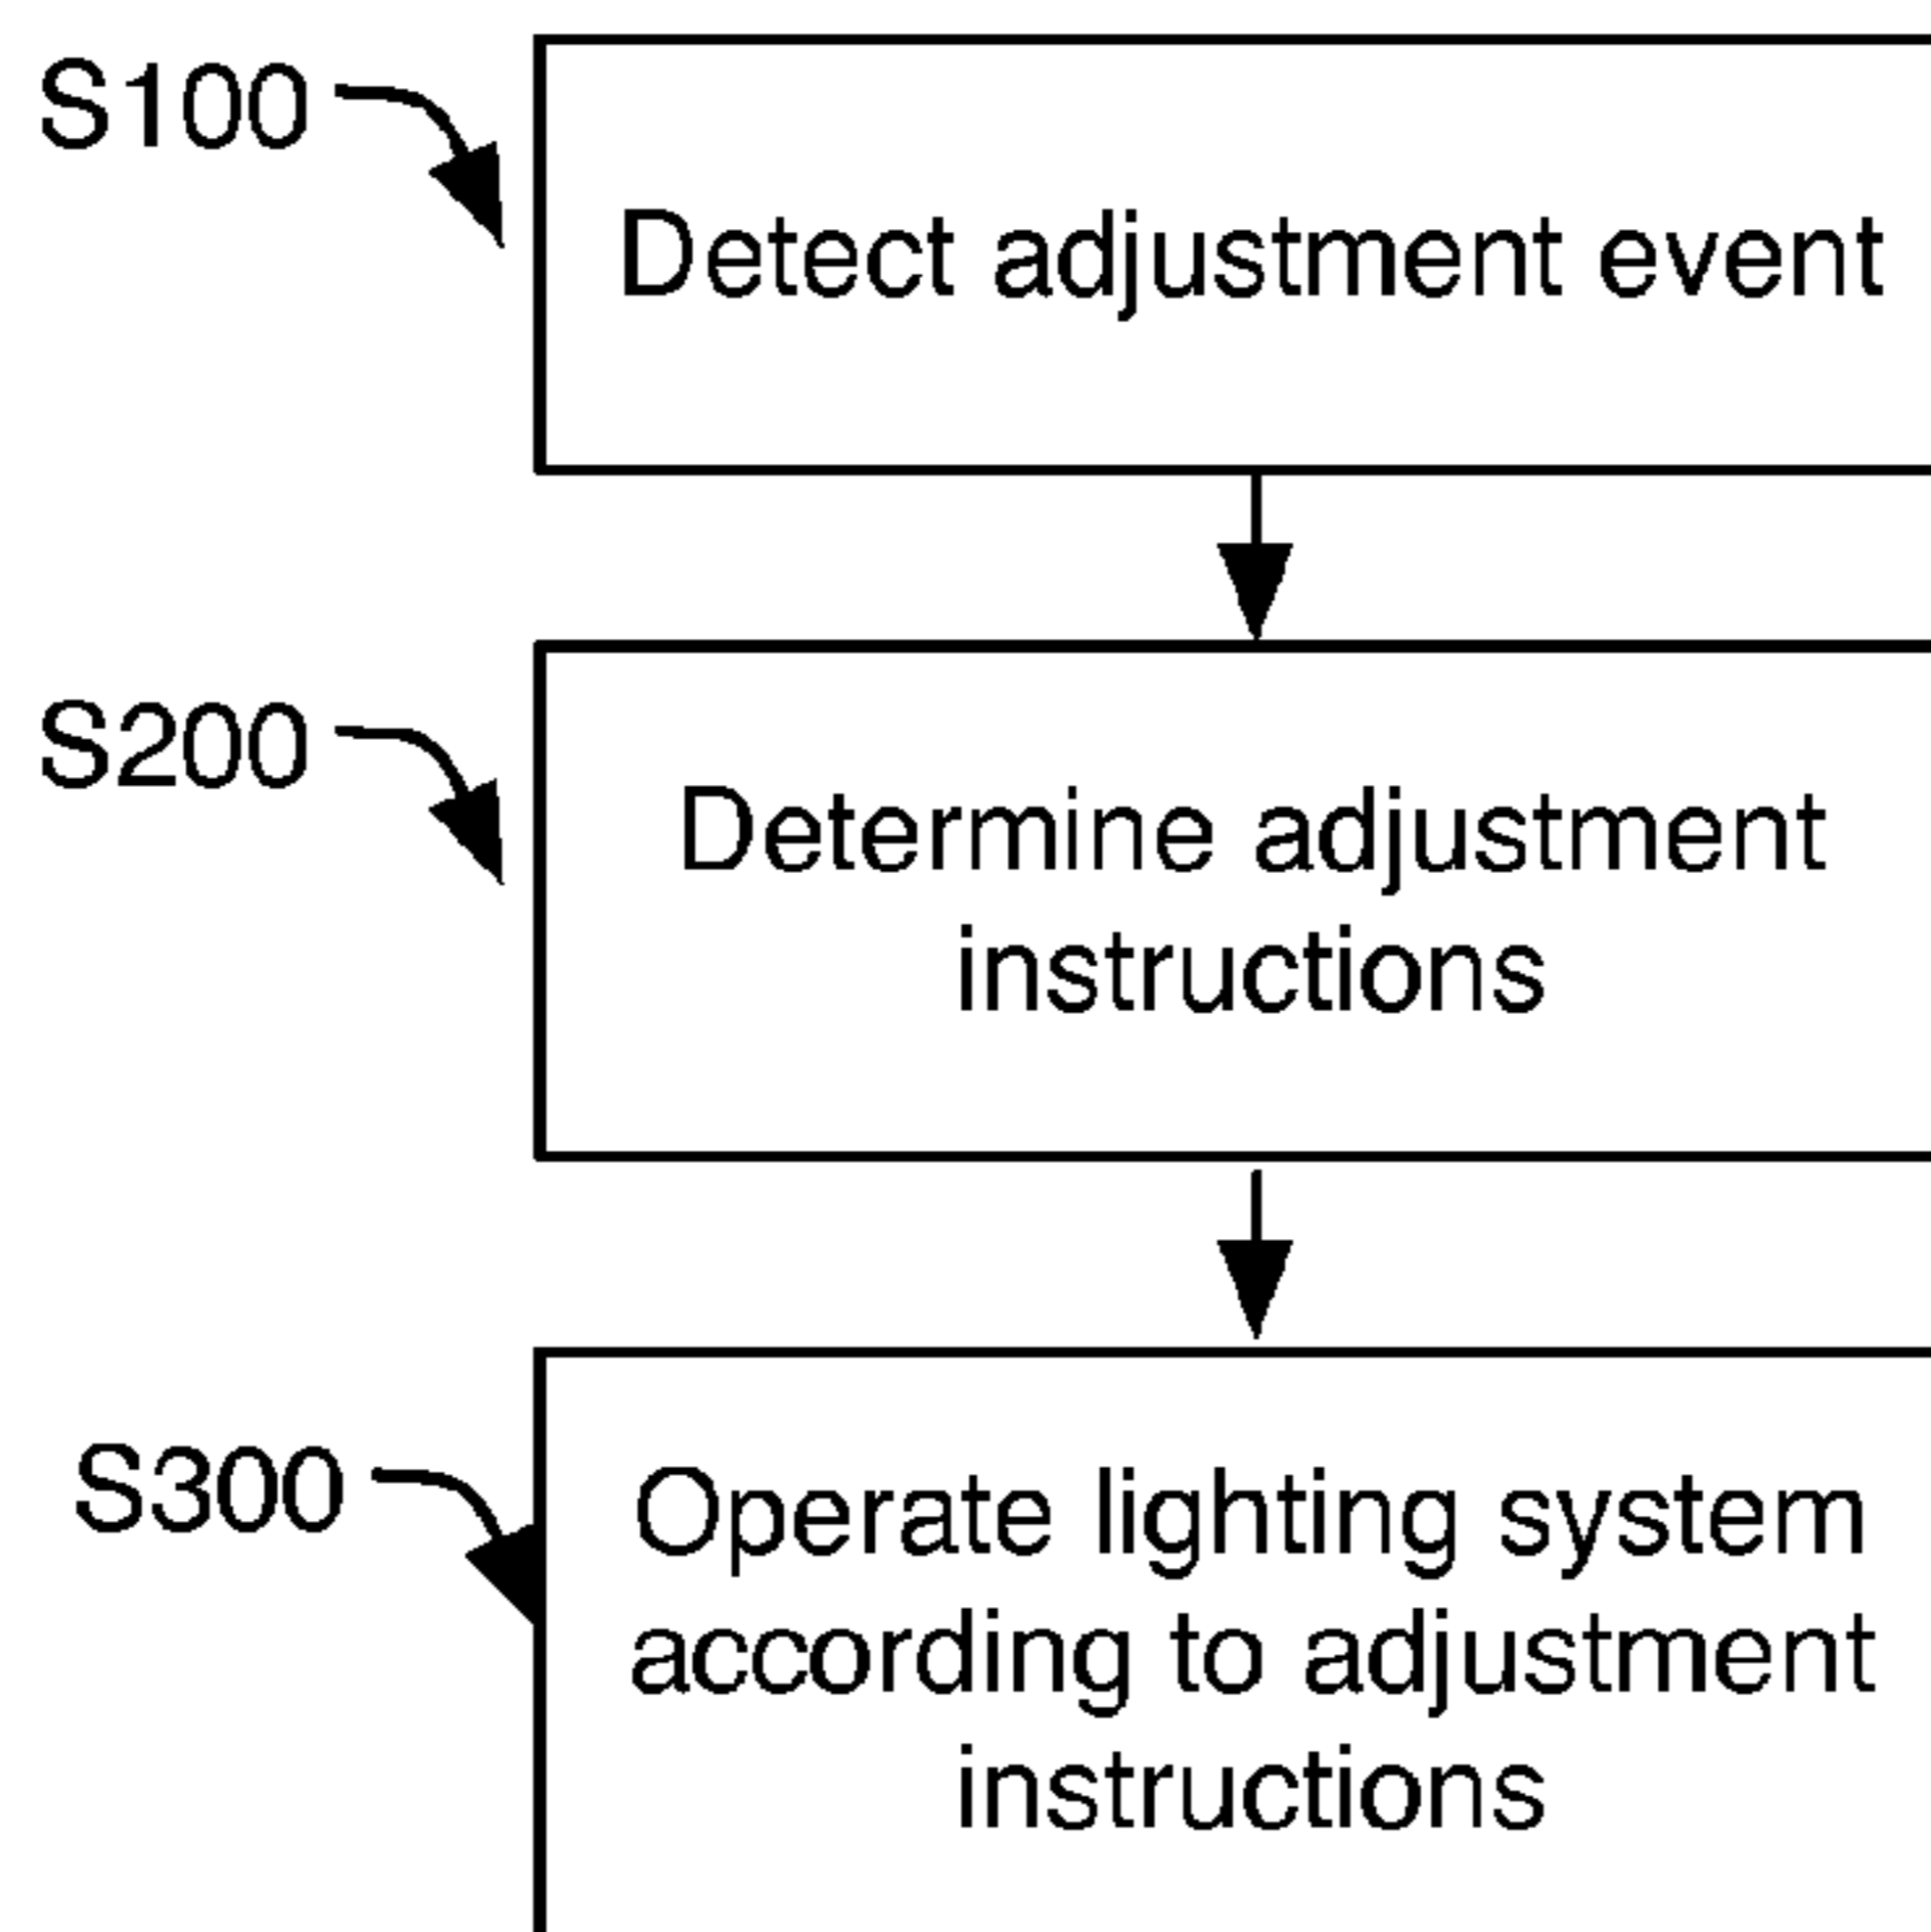 S100
Detect adjustment event
S200
Determine adjustment
instructions
S300
Operate lighting system
according to adjustment
instructions